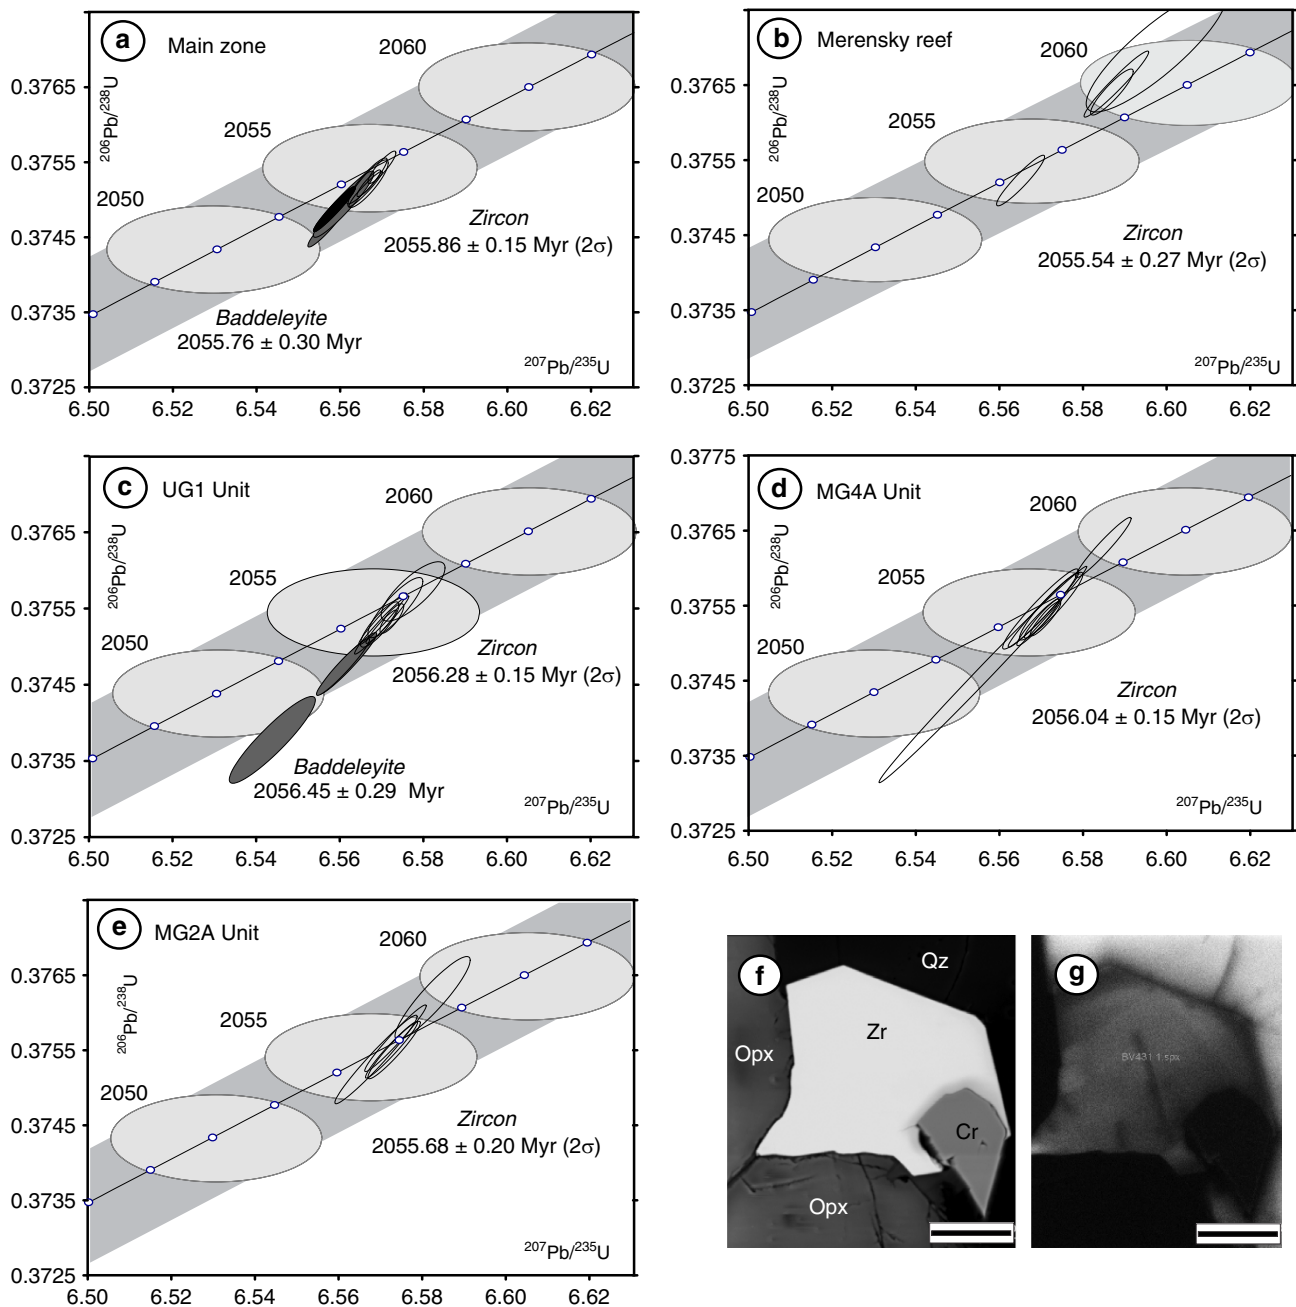 a Main zone
2060
2055
2050
206Pb/238U
Zircon
2055.86 ± 0.15 Myr (2σ)
Baddeleyite
2055.76 ± 0.30 Myr
207Pb/235U
0.3765
0.3755
0.3745
0.3735
0.3725
6.50 6.52 6.54 6.56 6.58 6.60 6.62
b Merensky reef
2060
2055
2050
206Pb/238U
Zircon
2055.54 ± 0.27 Myr (2σ)
207Pb/235U
0.3765
0.3755
0.3745
0.3735
0.3725
6.50 6.52 6.54 6.56 6.58 6.60 6.62
c UG1 Unit
2060
2055
2050
206Pb/238U
Zircon
2056.28 ± 0.15 Myr (2σ)
Baddeleyite
2056.45 ± 0.29 Myr
207Pb/235U
0.3765
0.3755
0.3745
0.3735
0.3725
6.50 6.52 6.54 6.56 6.58 6.60 6.62
d MG4A Unit
2060
2055
2050
206Pb/238U
Zircon
2056.04 ± 0.15 Myr (2σ)
207Pb/235U
0.3775
0.3765
0.3755
0.3745
0.3735
0.3725
6.50 6.52 6.54 6.56 6.58 6.60 6.62
e MG2A Unit
2060
2055
2050
206Pb/238U
Zircon
2055.68 ± 0.20 Myr (2σ)
207Pb/235U
0.3765
0.3755
0.3745
0.3735
0.3725
6.50 6.52 6.54 6.56 6.58 6.60 6.62
f
Qz
Zr
Opx
Cr
Opx
g
BV431 1.spx